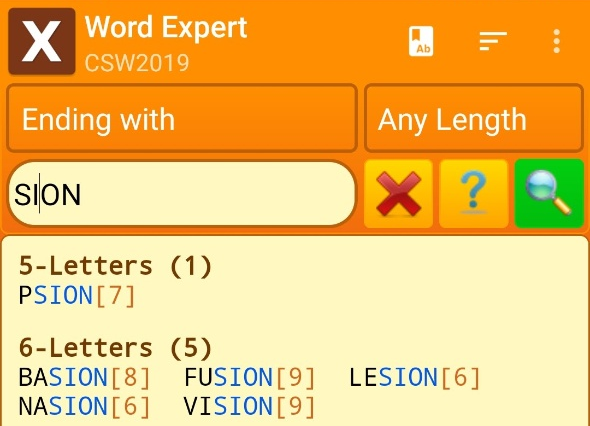 X Word Expert
CSW2019
Ab
Ending with Any Length
SION ?
5-Letters (1)
PSION[7]
6-Letters (5)
BASION[8] FUSION[9] LESION[6]
NASION[6] VISION[9]